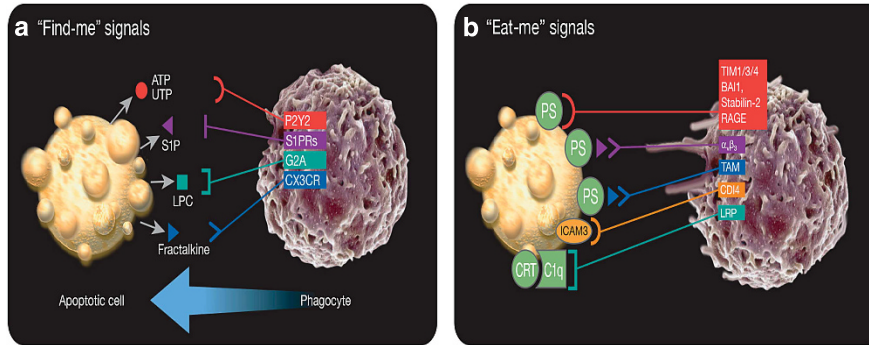 a "Find-me" signals
ATP
UTP
S1P
LPC
Fractalkine
P2Y2
S1PRs
G2A
CX3CR
Apoptotic cell
Phagocyte
b "Eat-me" signals
PS
PS
PS
ICAM3
CRT
C1q
TIM1/3/4
BAI1,
Stabilin-2
RAGE
αvβ3
TAM
CDI4
LRP